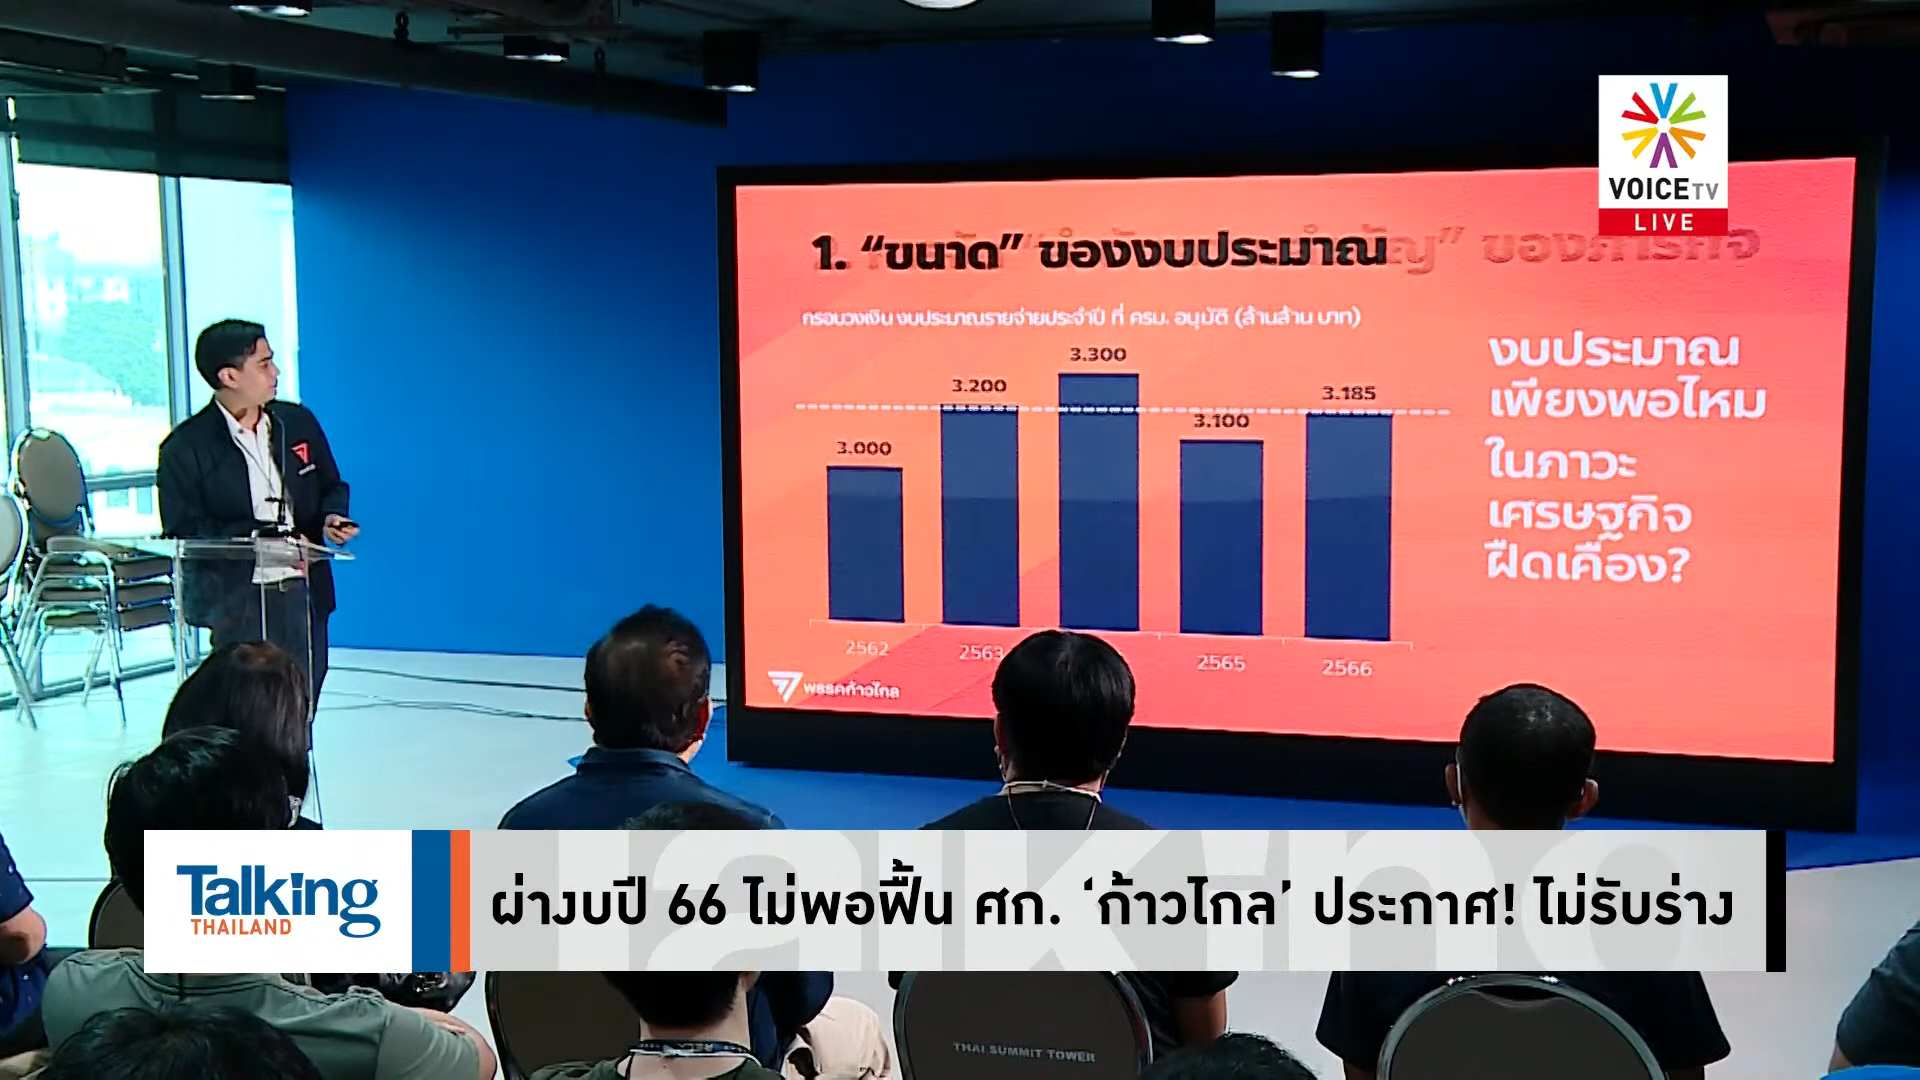 VOICE TV
LIVE
1. “ขนาด” ของงบประมาณ
ของภารกิจ
กรอบวงเงิน งบประมาณรายจ่ายประจำปี ที่ ครม. อนุมัติ (ล้านล้าน บาท)
3.000
3.200
3.300
3.100
3.185
2562
2563
2565
2566
งบประมาณ
เพียงพอไหม
ในภาวะ
เศรษฐกิจ
ฝืดเคือง?
พรรคก้าวไกล
Talking
THAILAND
ผ่างบปี 66 ไม่พอฟื้น ศก. ‘ก้าวไกล’ ประกาศ! ไม่รับร่าง
THAI SUMMIT TOWER